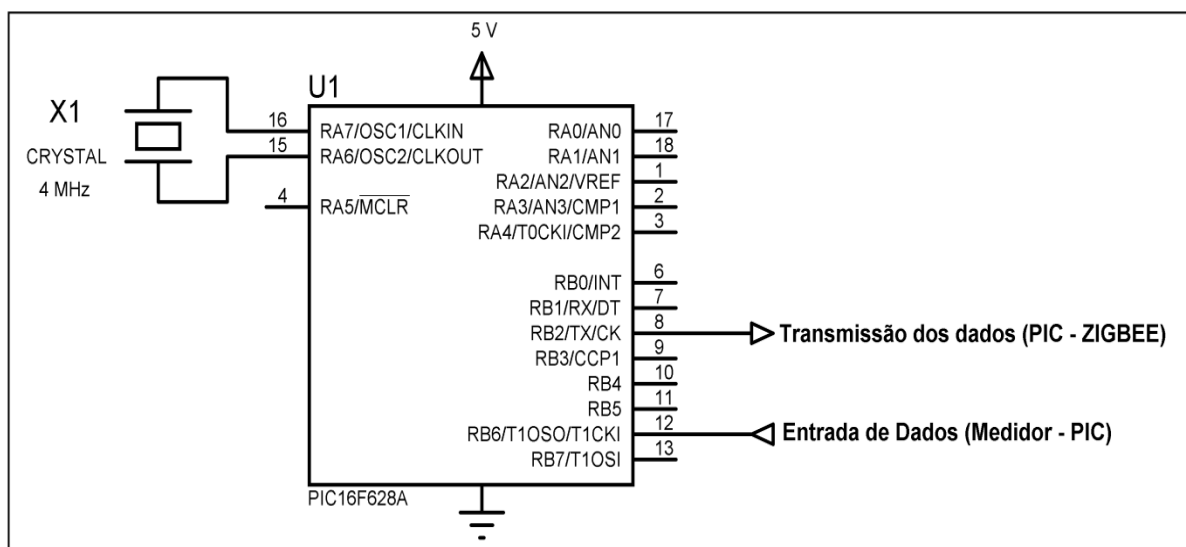 5 V
U1
X1
CRYSTAL
4 MHz
16 RA7/OSC1/CLKIN
15 RA6/OSC2/CLKOUT
4 RA5/MCLR
RA0/AN0 17
RA1/AN1 18
RA2/AN2/VREF 1
RA3/AN3/CMP1 2
RA4/T0CKI/CMP2 3
RB0/INT 6
RB1/RX/DT 7
RB2/TX/CK 8 Transmissão dos dados (PIC - ZIGBEE)
RB3/CCP1 9
RB4 10
RB5 11
RB6/T1OSO/T1CKI 12 Entrada de Dados (Medidor - PIC)
RB7/T1OSI 13
PIC16F628A